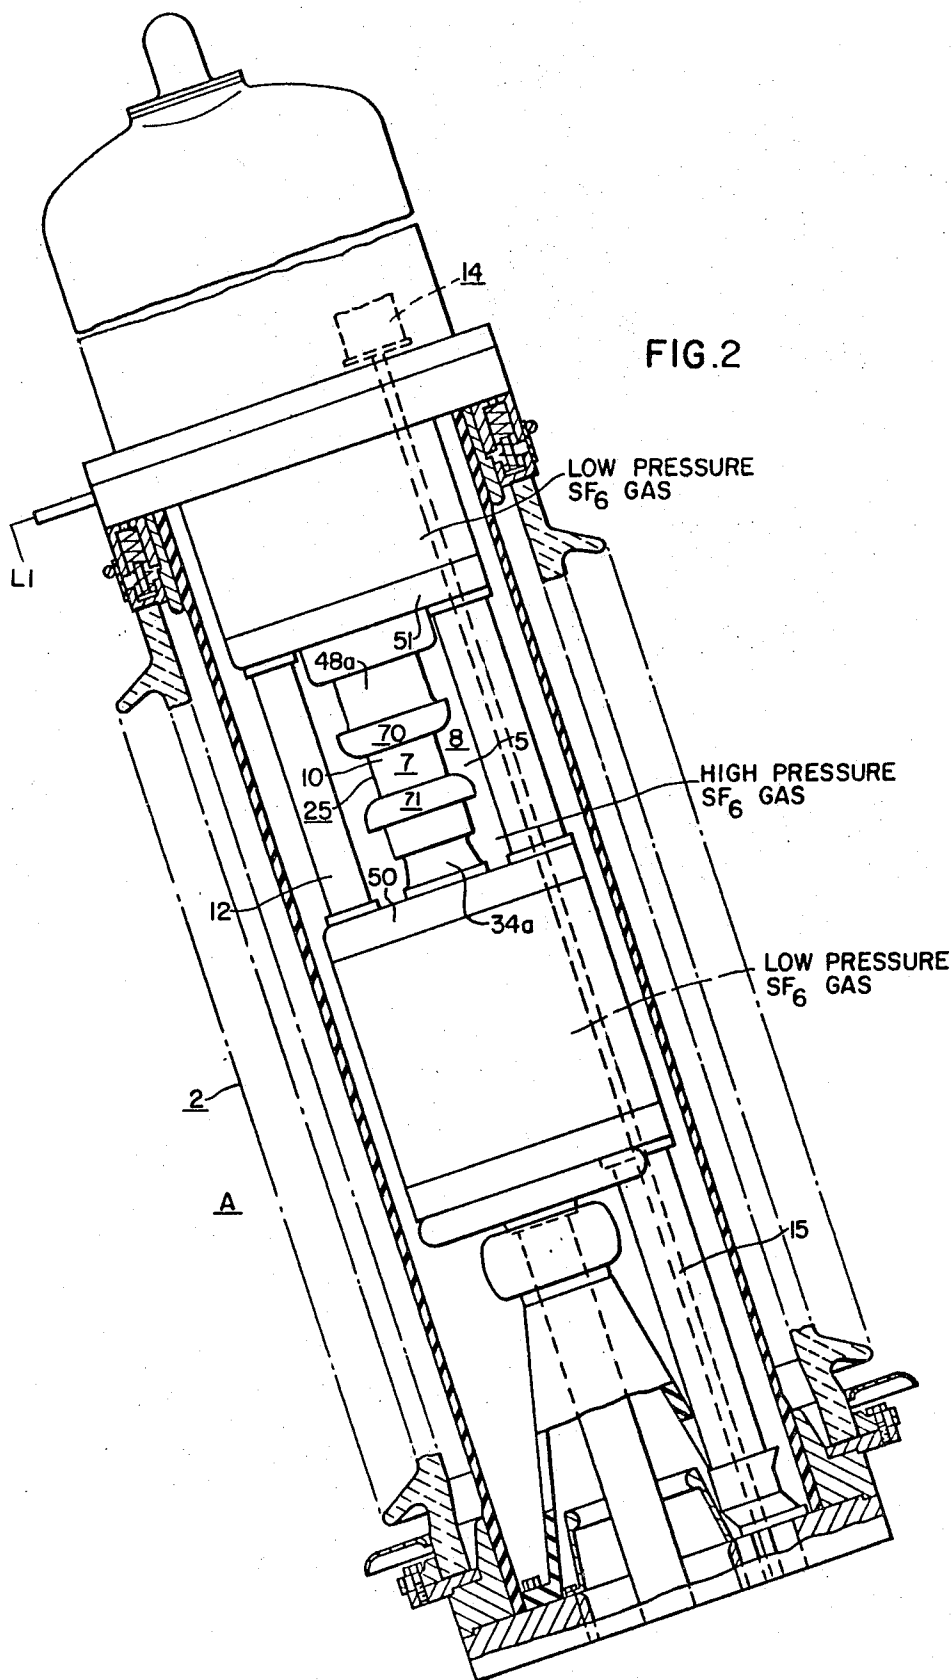 14
FIG.2
LOW PRESSURE
SF6 GAS
L1
51
48a
70
8
5
10
7
HIGH PRESSURE
SF6 GAS
25
71
50
12
34a
LOW PRESSURE
SF6 GAS
2
A
15